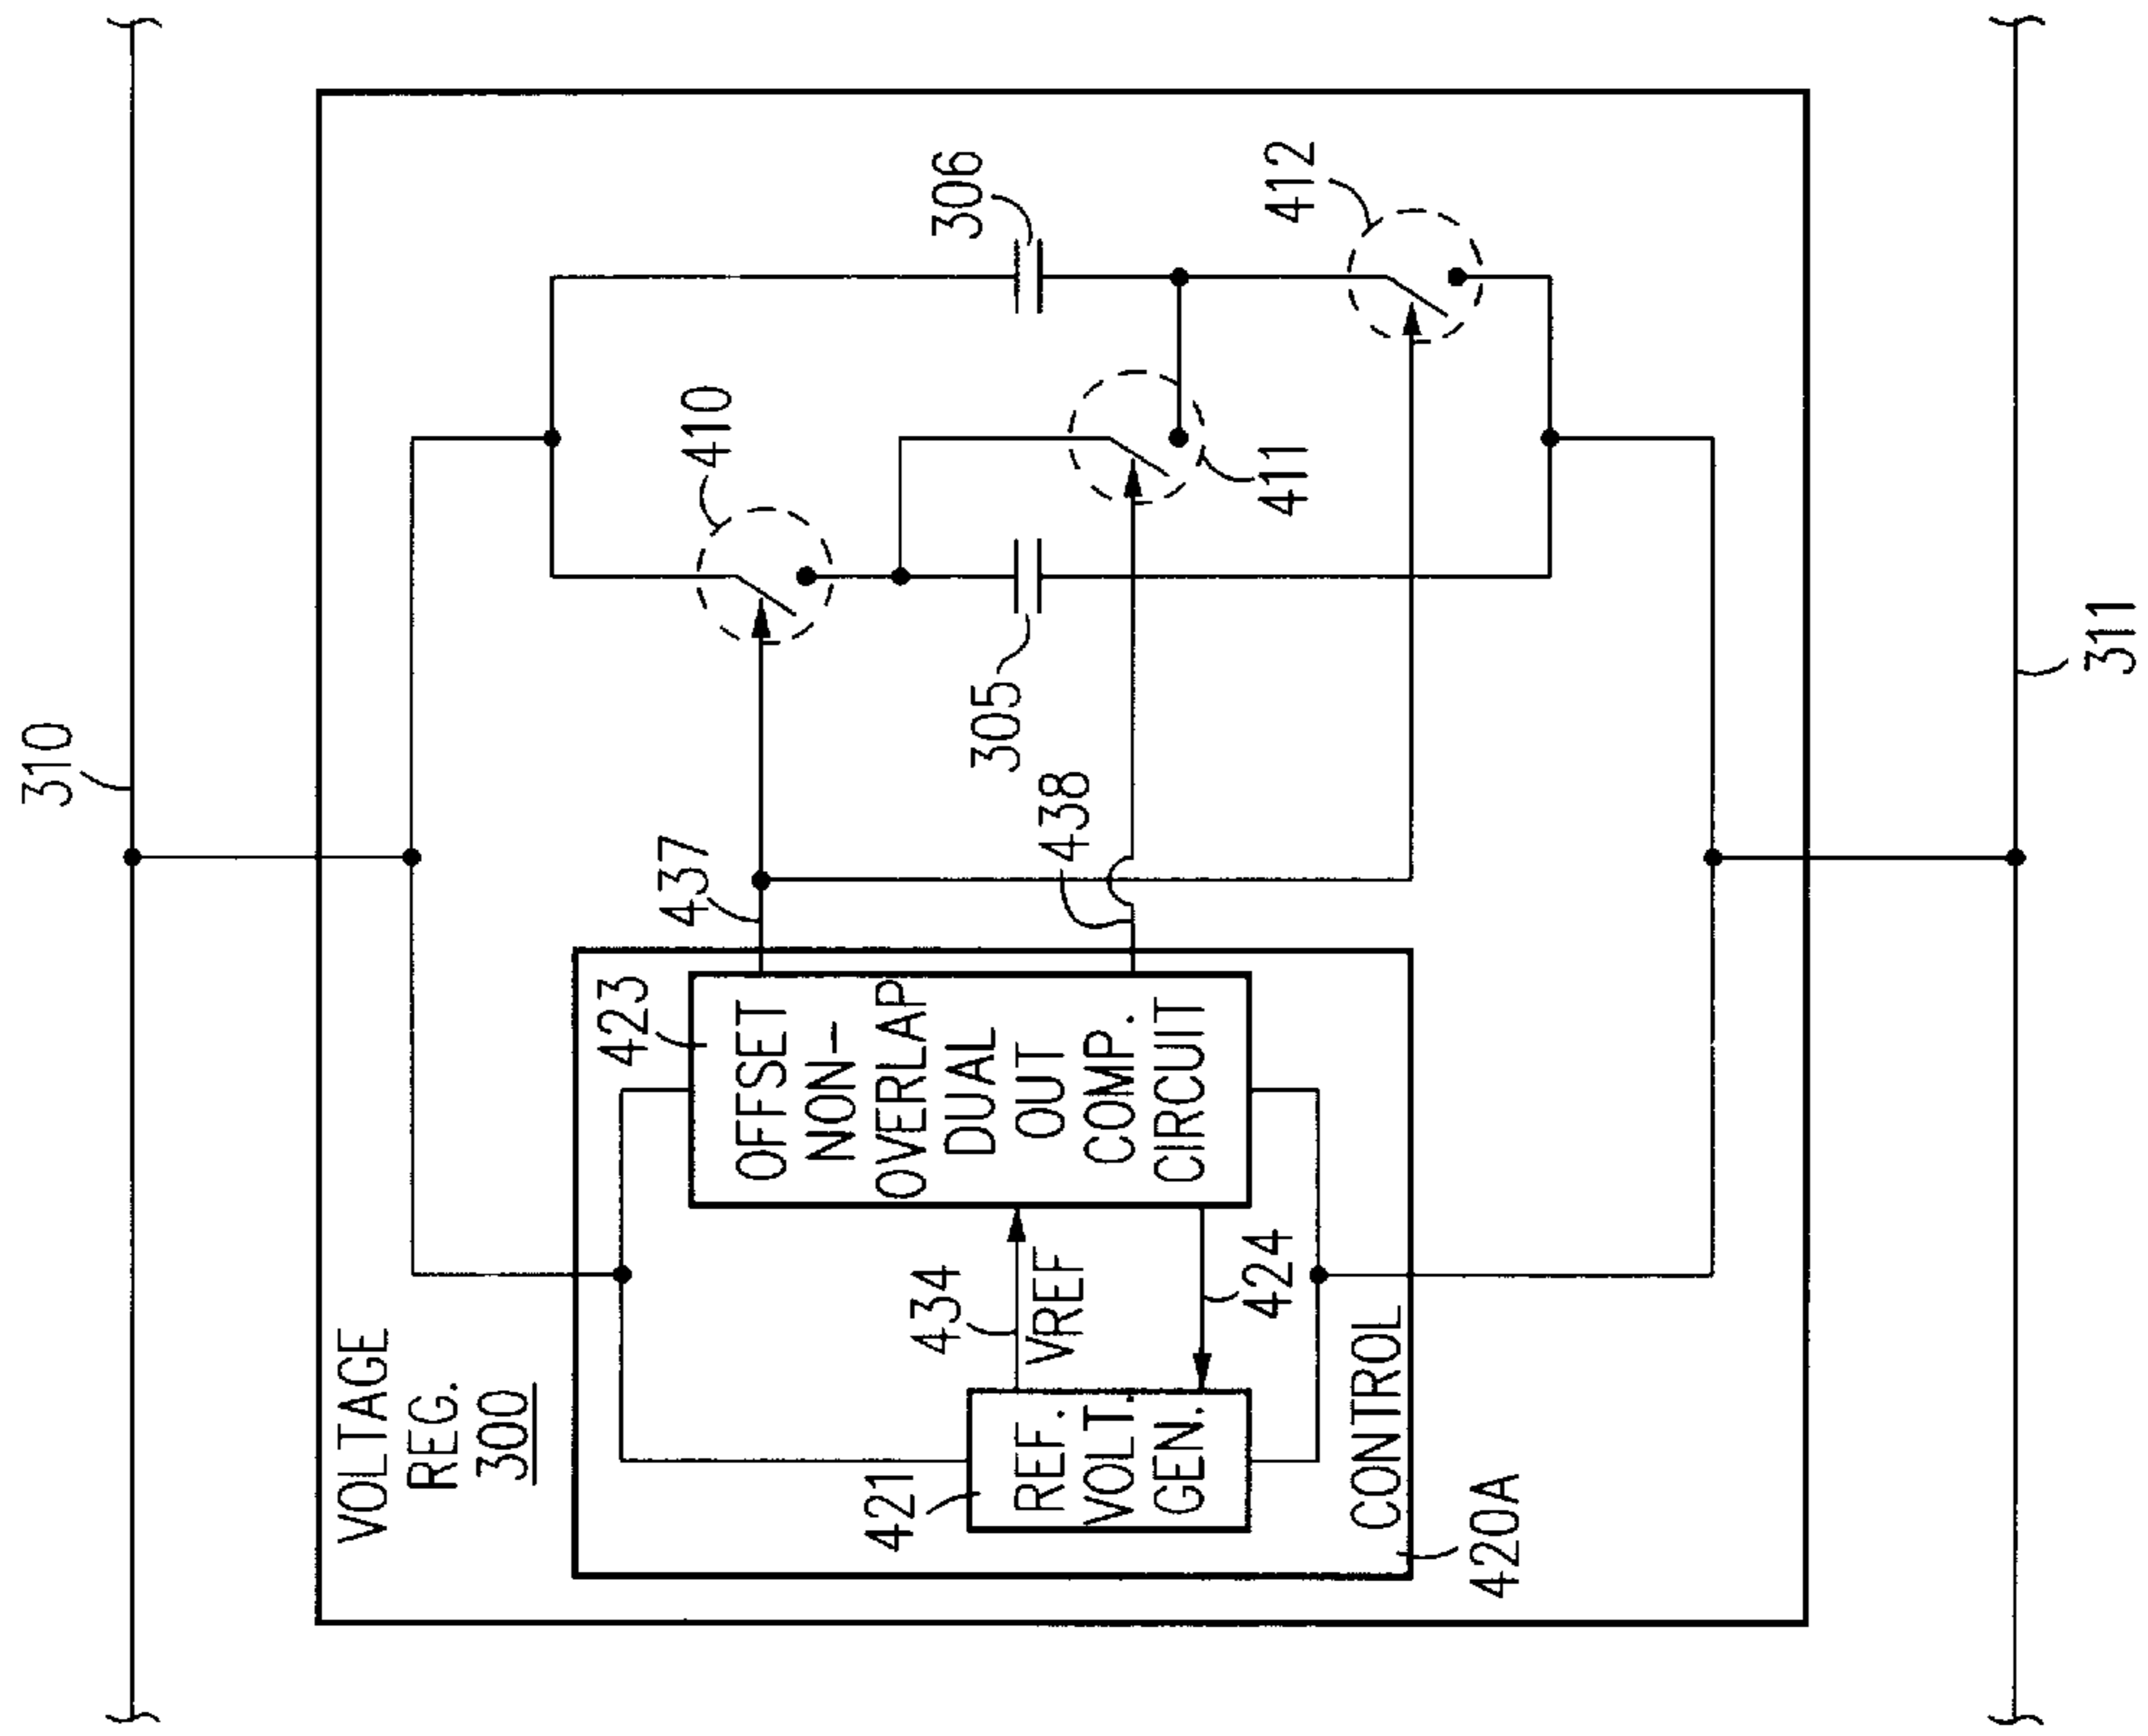 310
VOLTAGE
REG.
300
423
437
410
306
412
OFFSET
NON-
OVERLAP
DUAL
OUT
COMP.
CIRCUIT
438
305
411
434
VREF
424
421
REF.
VOLT.
GEN.
CONTROL
420A
311